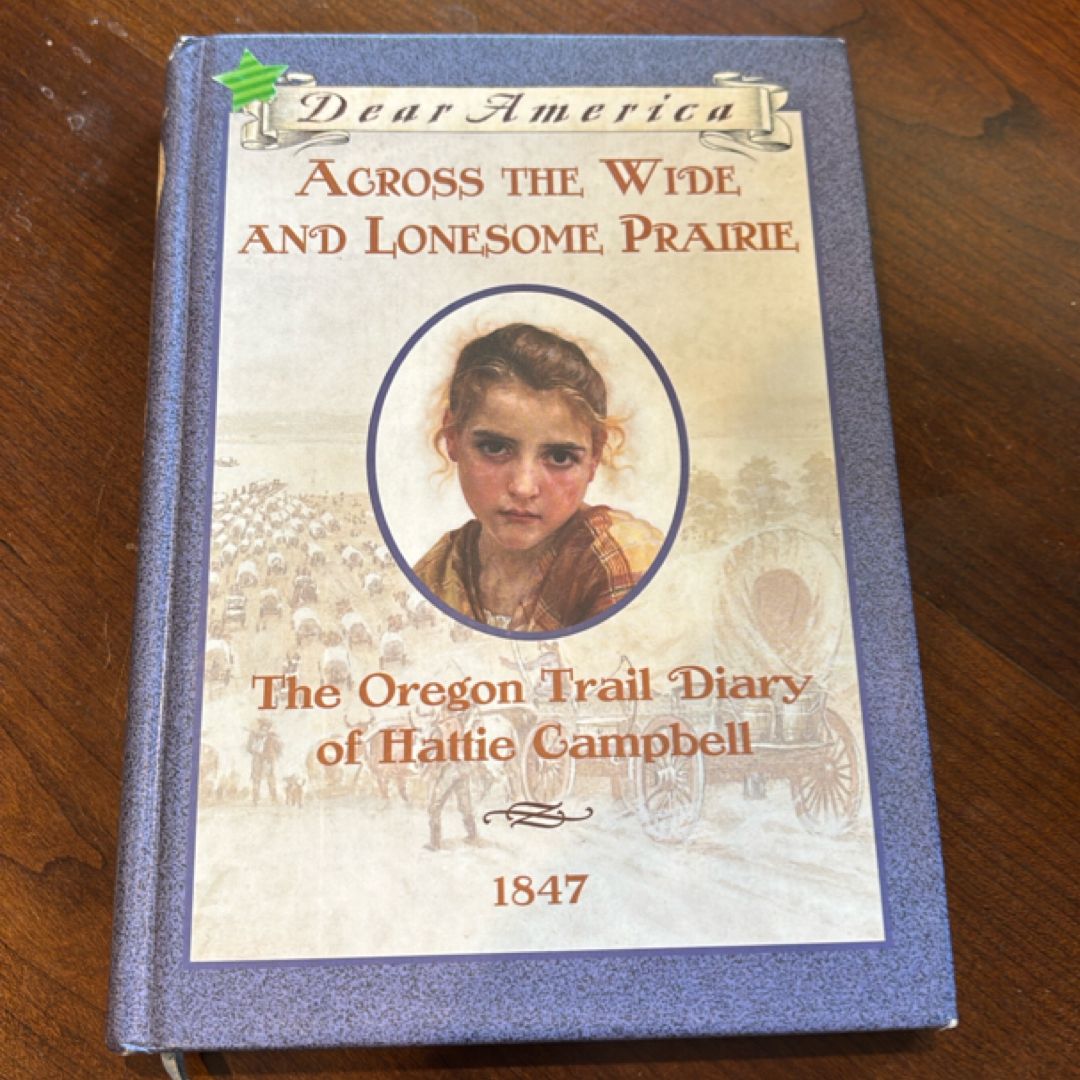 Dear America
ACROSS THE WIDE
AND LONESOME PRAIRIE
The Oregon Trail Diary
of Hattie Campbell
1847